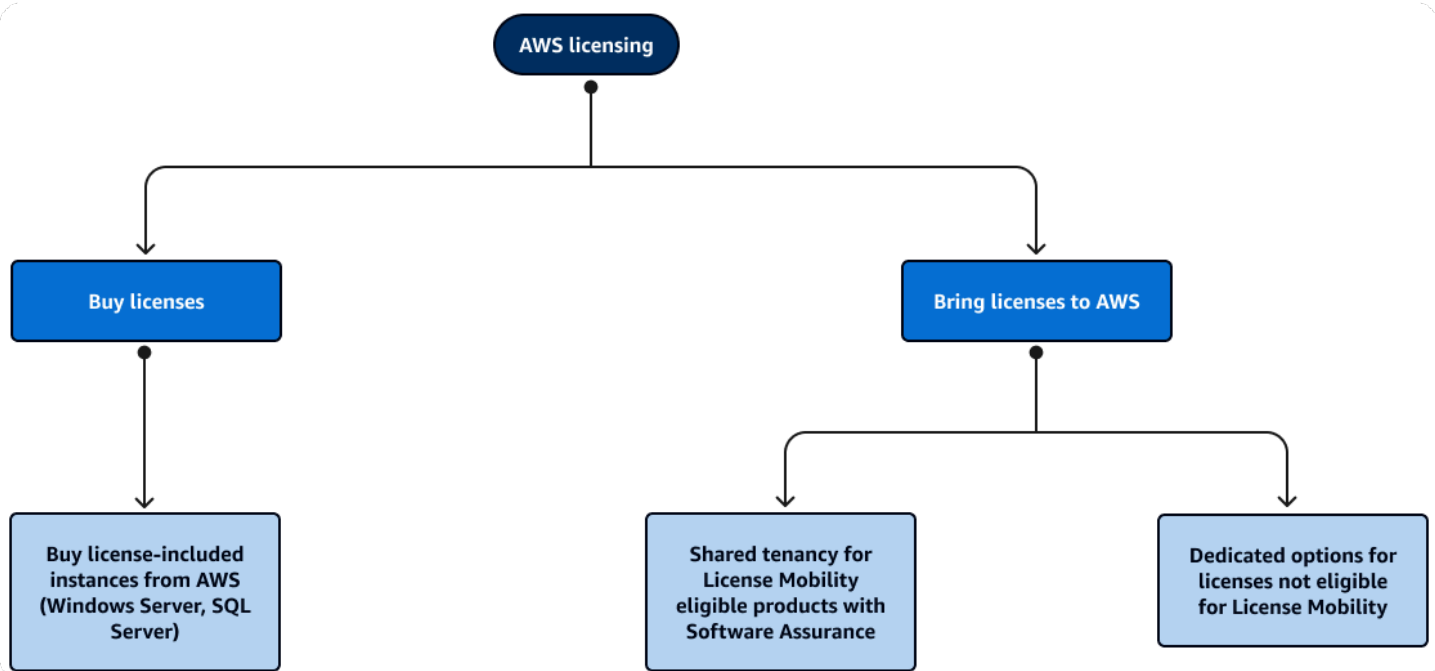 AWS licensing
Buy licenses
Bring licenses to AWS
Buy license-included
instances from AWS
(Windows Server, SQL
Server)
Shared tenancy for
License Mobility
eligible products with
Software Assurance
Dedicated options for
licenses not eligible
for License Mobility